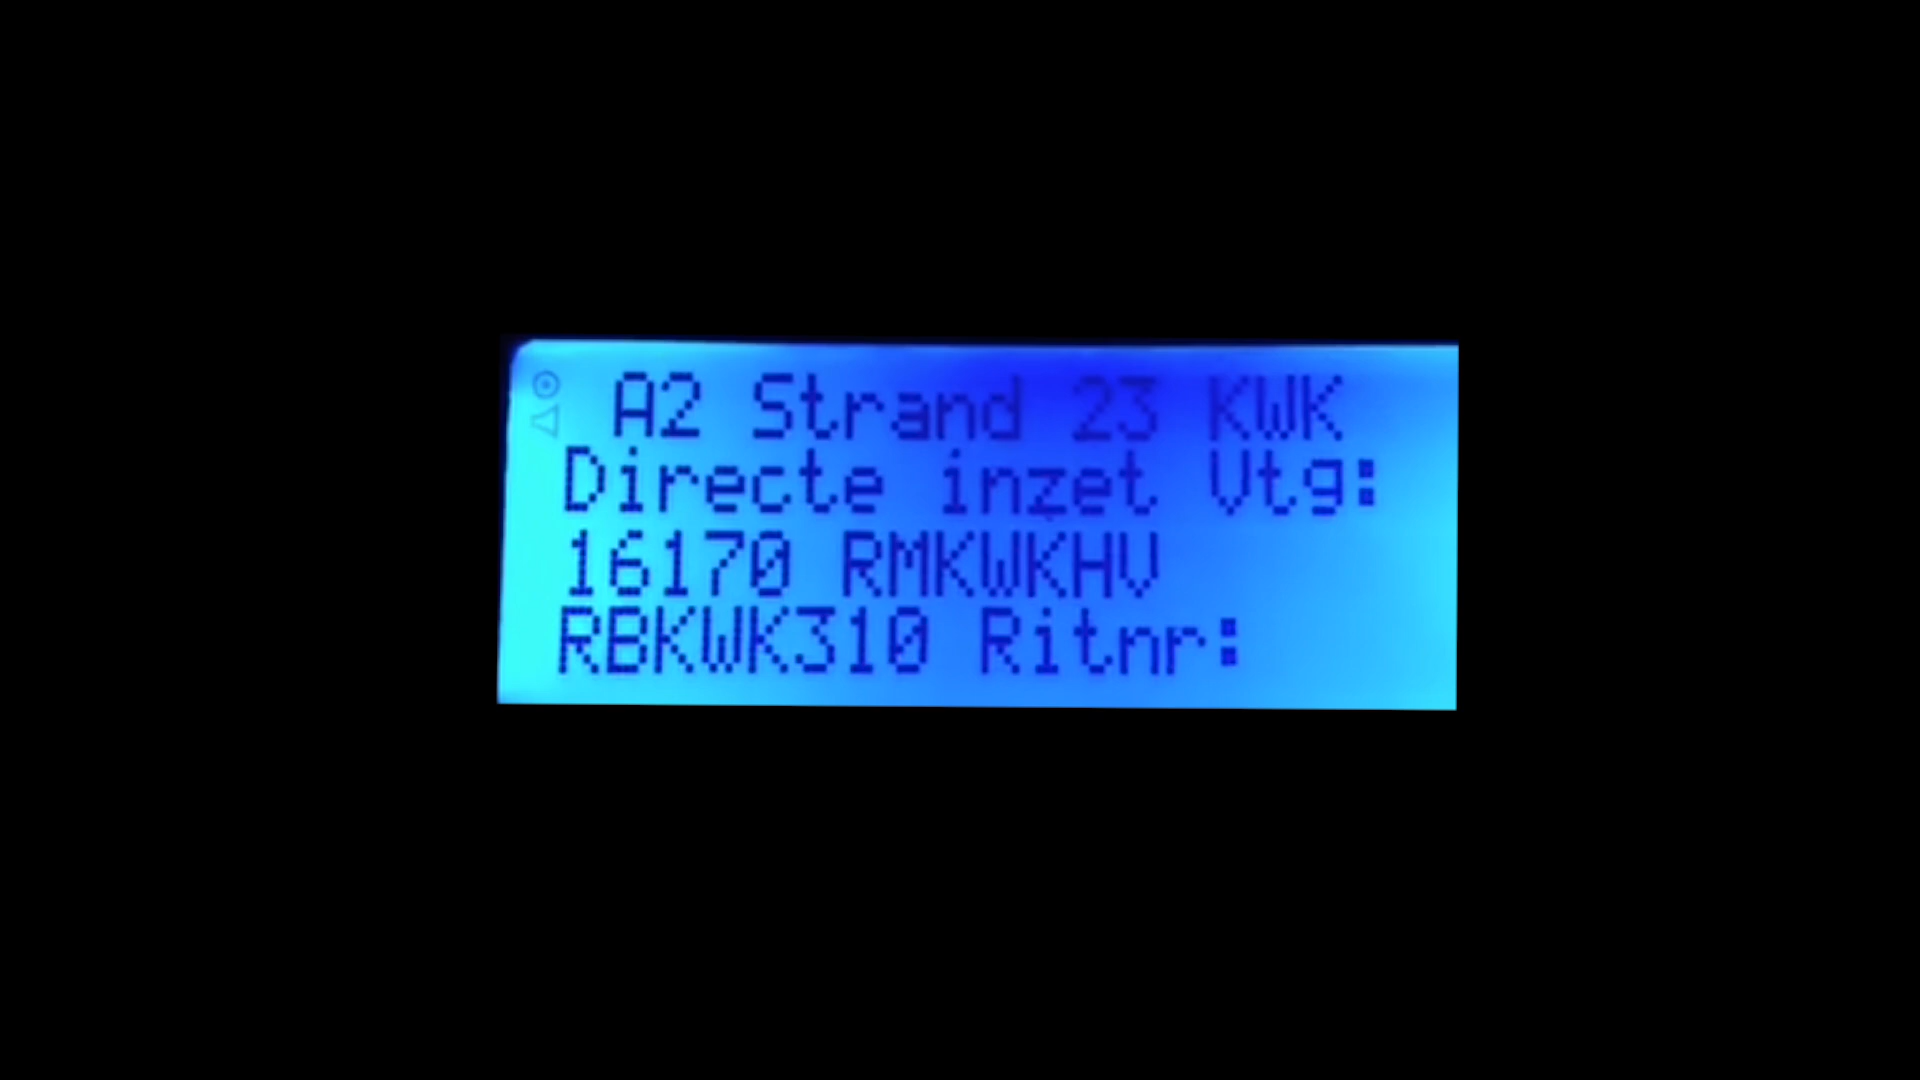 A2 Strand 23 KWK
Directe inzet Vtg:
16170 RMKWKHV
RBKWK310 Ritnr: